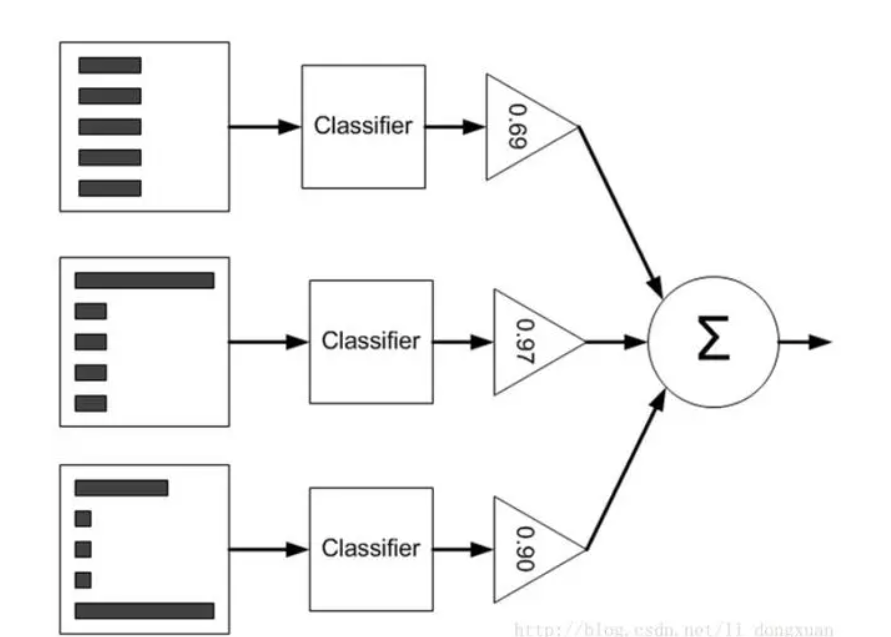 Classifier
0.69
Classifier
0.97
Σ
Classifier
0.90
http://blog.csdn.net/li_dongxuan